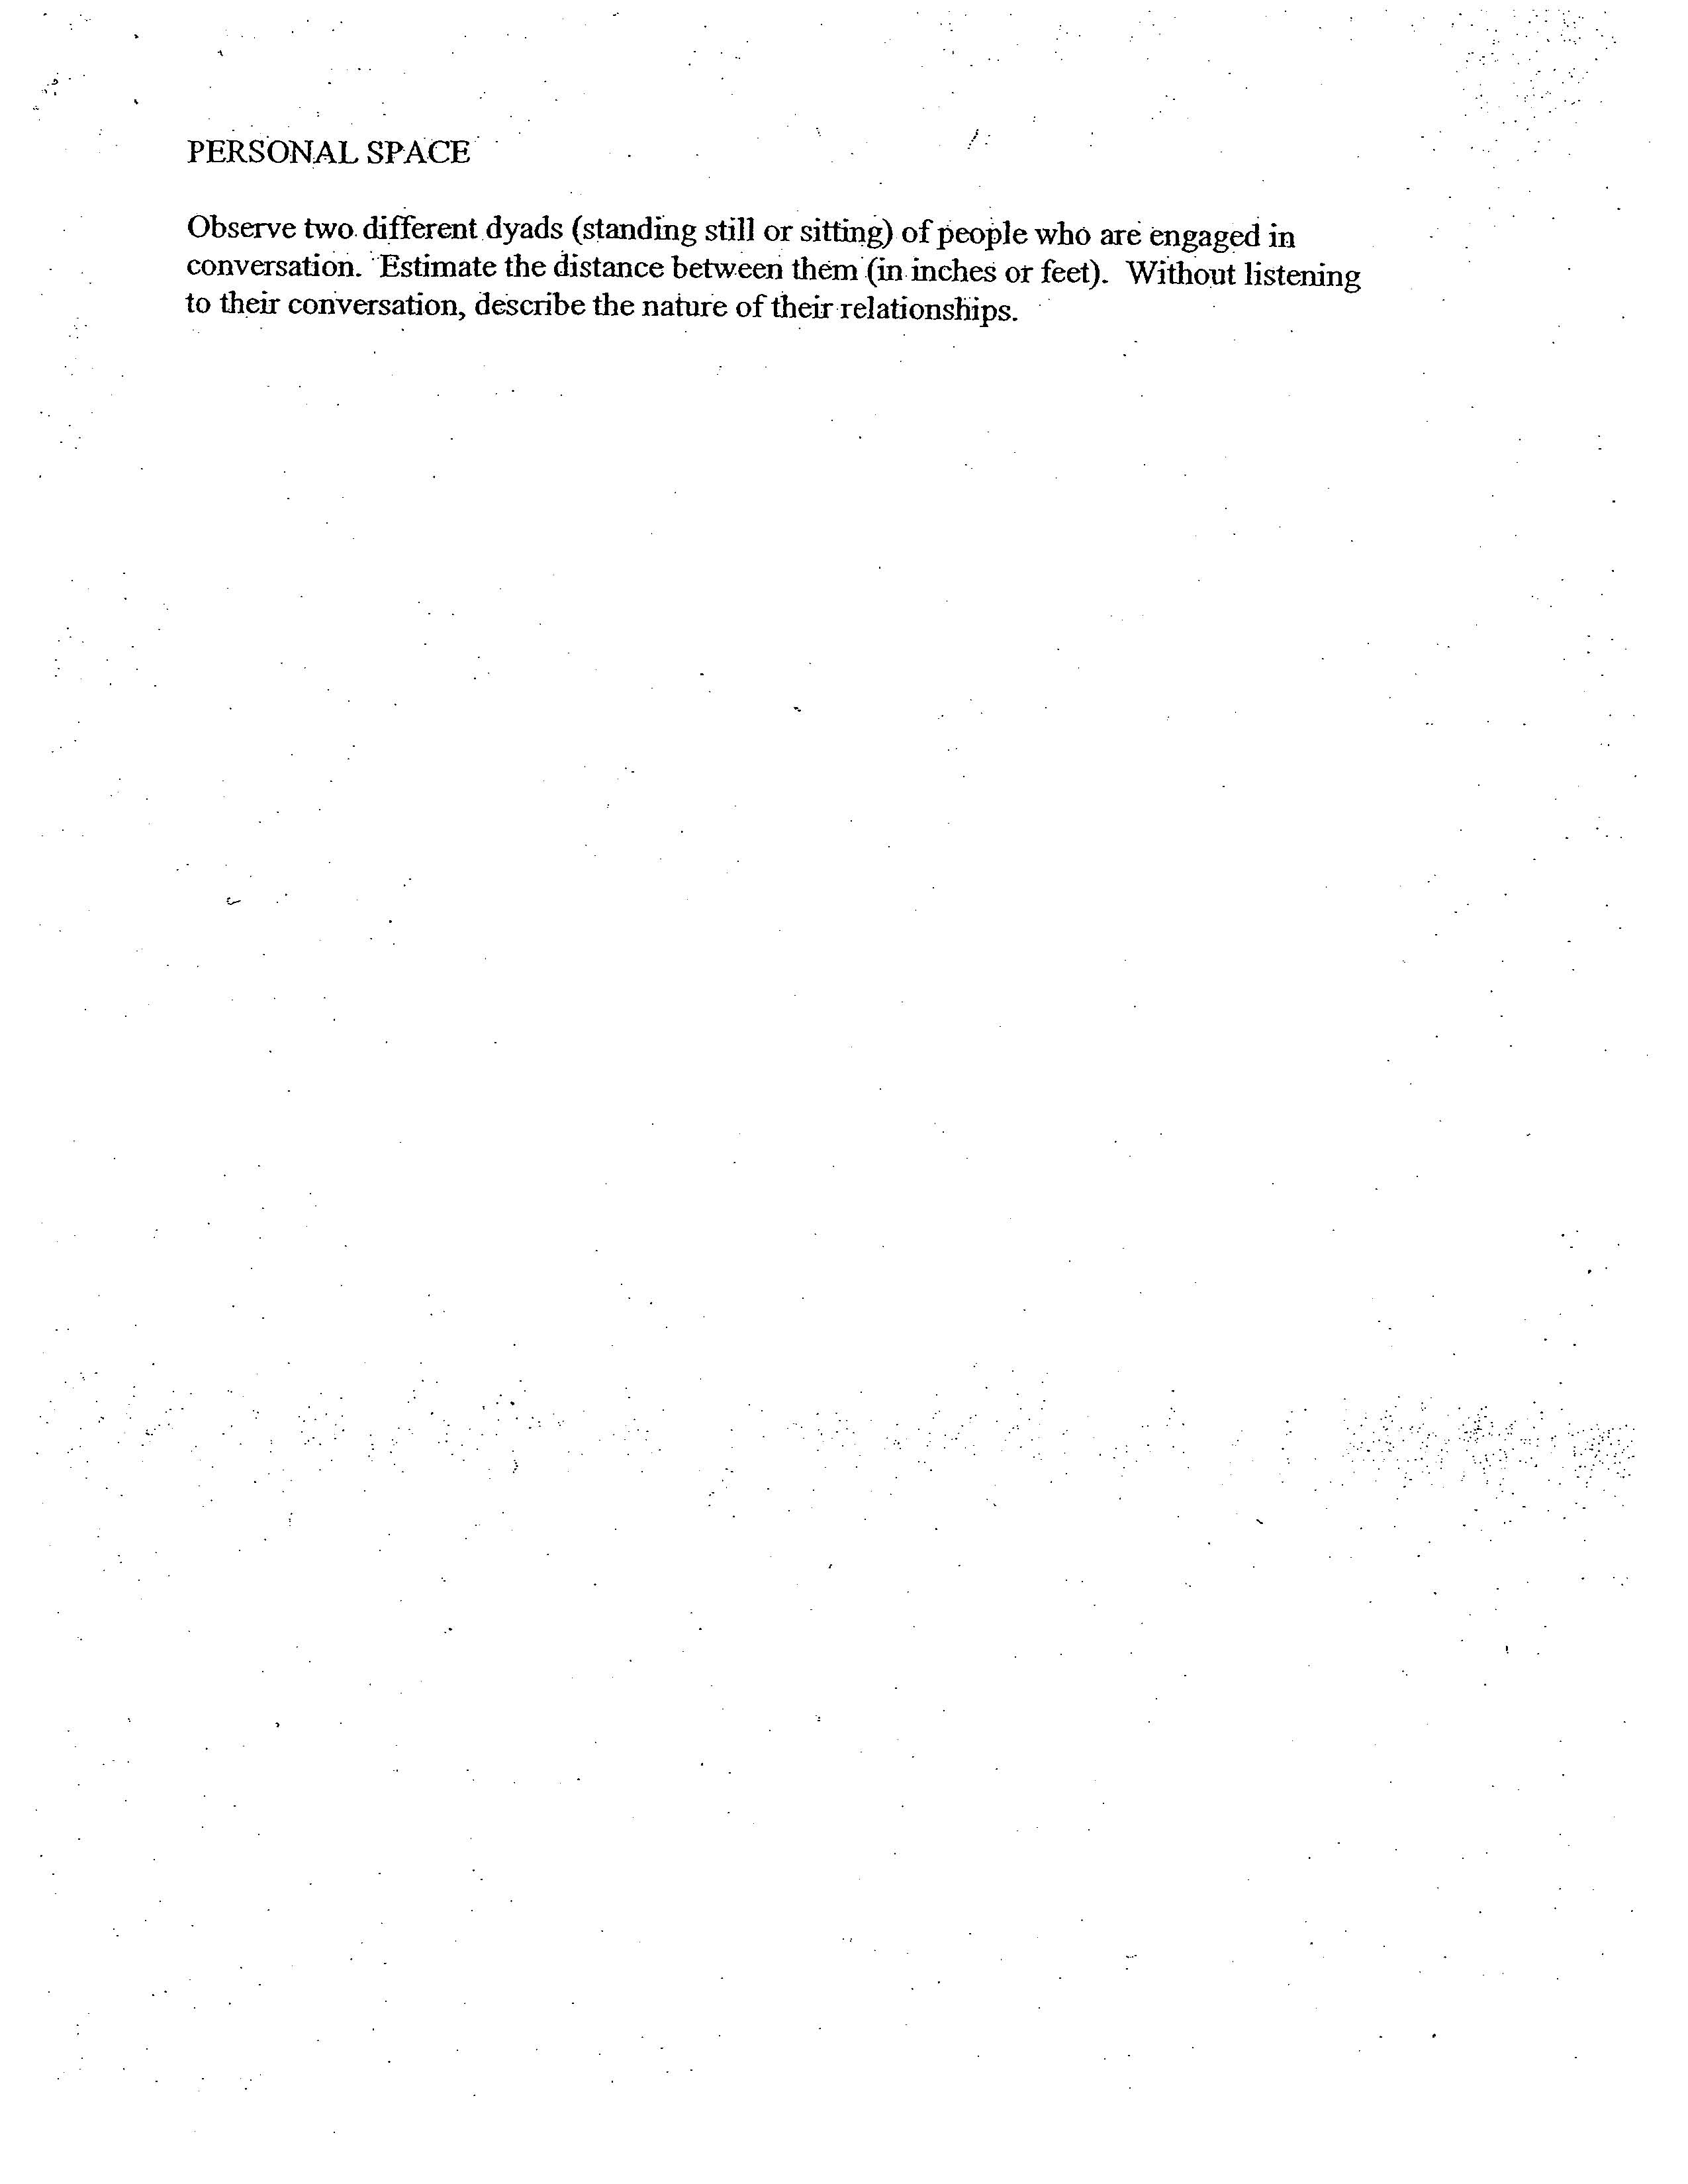 PERSONAL SPACE
Observe two different dyads (standing still or sitting) of people who are engaged in
conversation. Estimate the distance between them (in inches or feet). Without listening
to their conversation, describe the nature of their relationships.